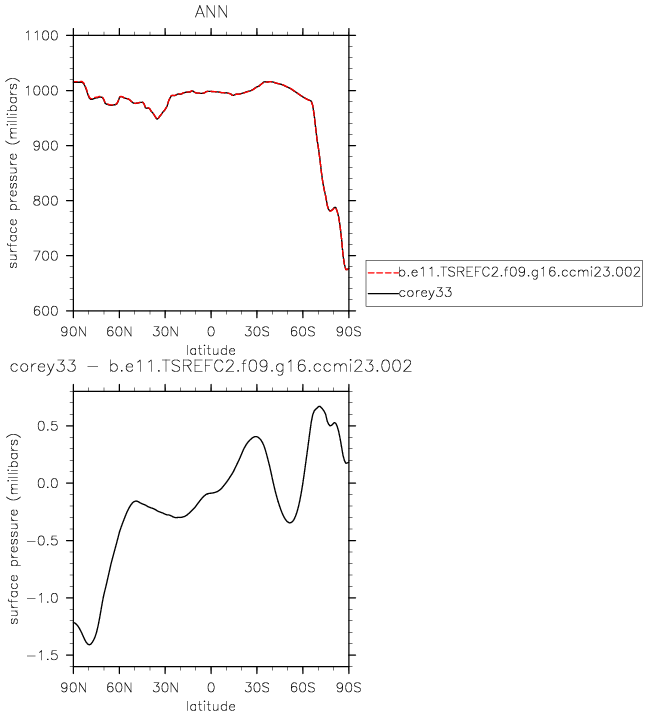 ANN
1100
1000
900
800
700
600
surface pressure (millibars)
90N 60N 30N 0 30S 60S 90S
latitude
b.e11.TSREFC2.f09.g16.ccmi23.002
corey33
corey33 − b.e11.TSREFC2.f09.g16.ccmi23.002
0.5
0.0
−0.5
−1.0
−1.5
surface pressure (millibars)
90N 60N 30N 0 30S 60S 90S
latitude